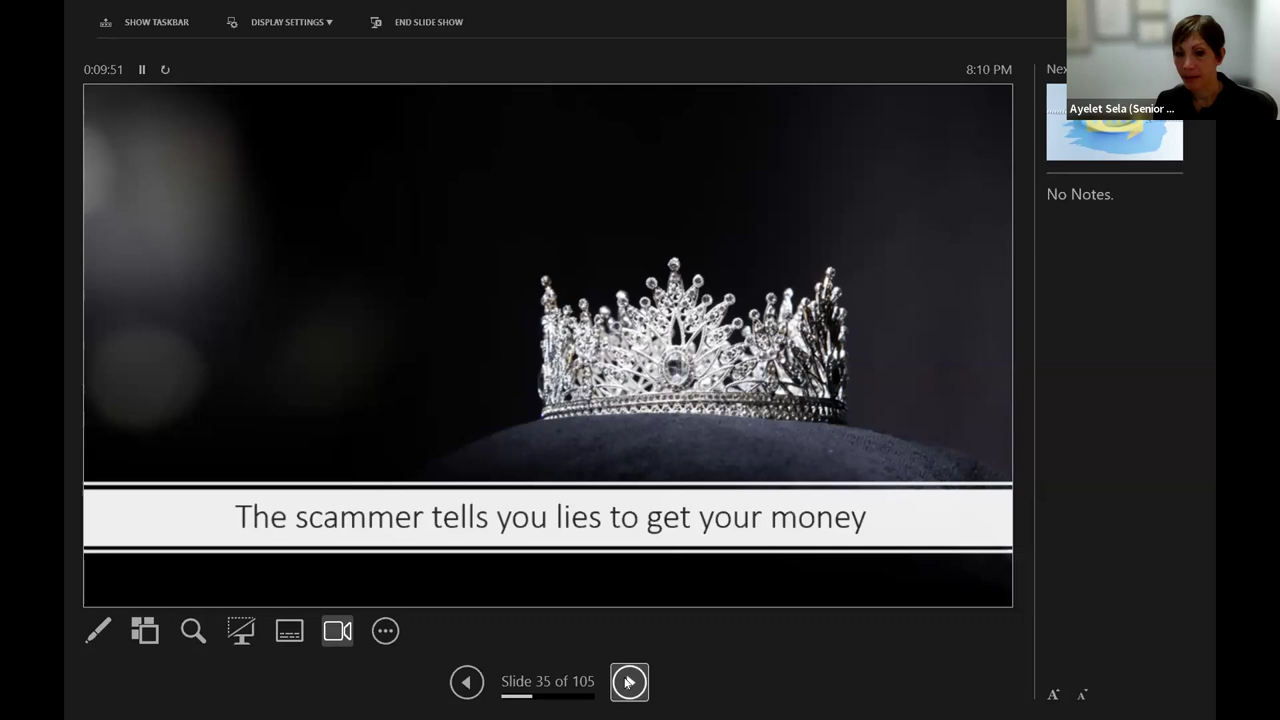 SHOW TASKBAR
DISPLAY SETTINGS ▼
END SLIDE SHOW
0:09:51
8:10 PM
Ayelet Sela (Senior ...
No Notes.
The scammer tells you lies to get your money
Slide 35 of 105
A A